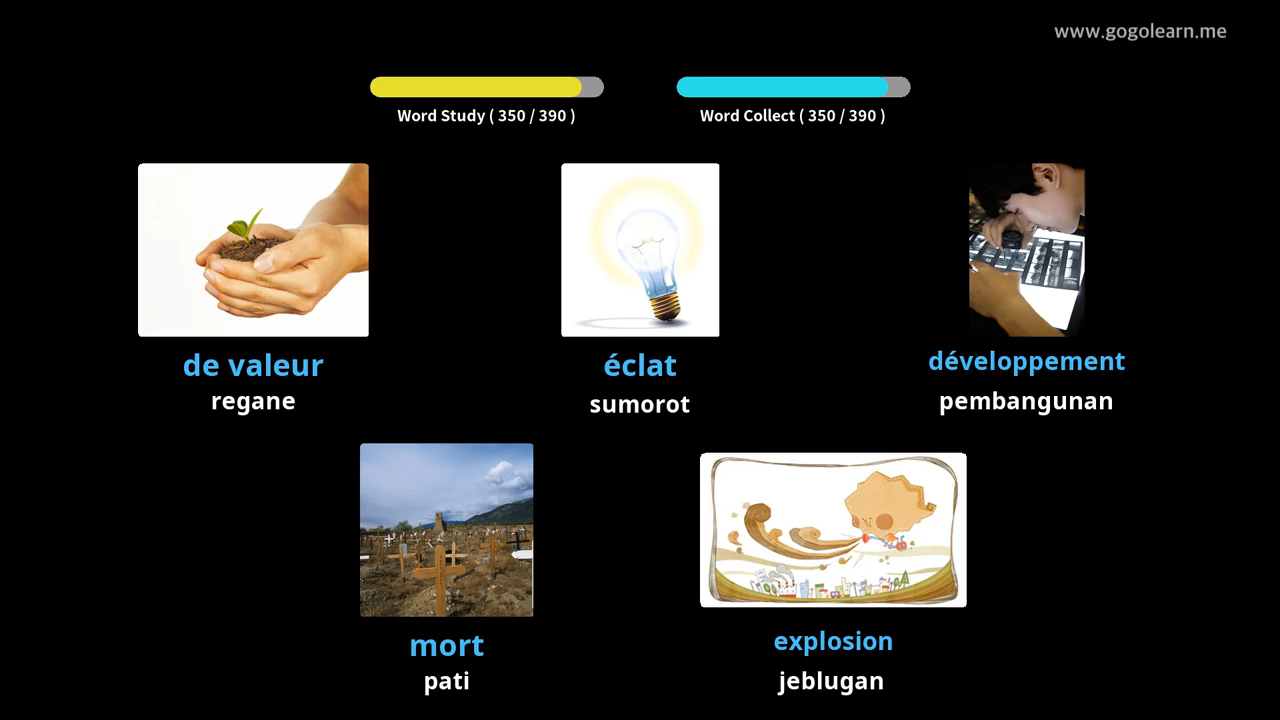 www.gogolearn.me
Word Study ( 350 / 390 )
Word Collect ( 350 / 390 )
de valeur
regane
éclat
sumorot
développement
pembangunan
mort
pati
explosion
jeblugan